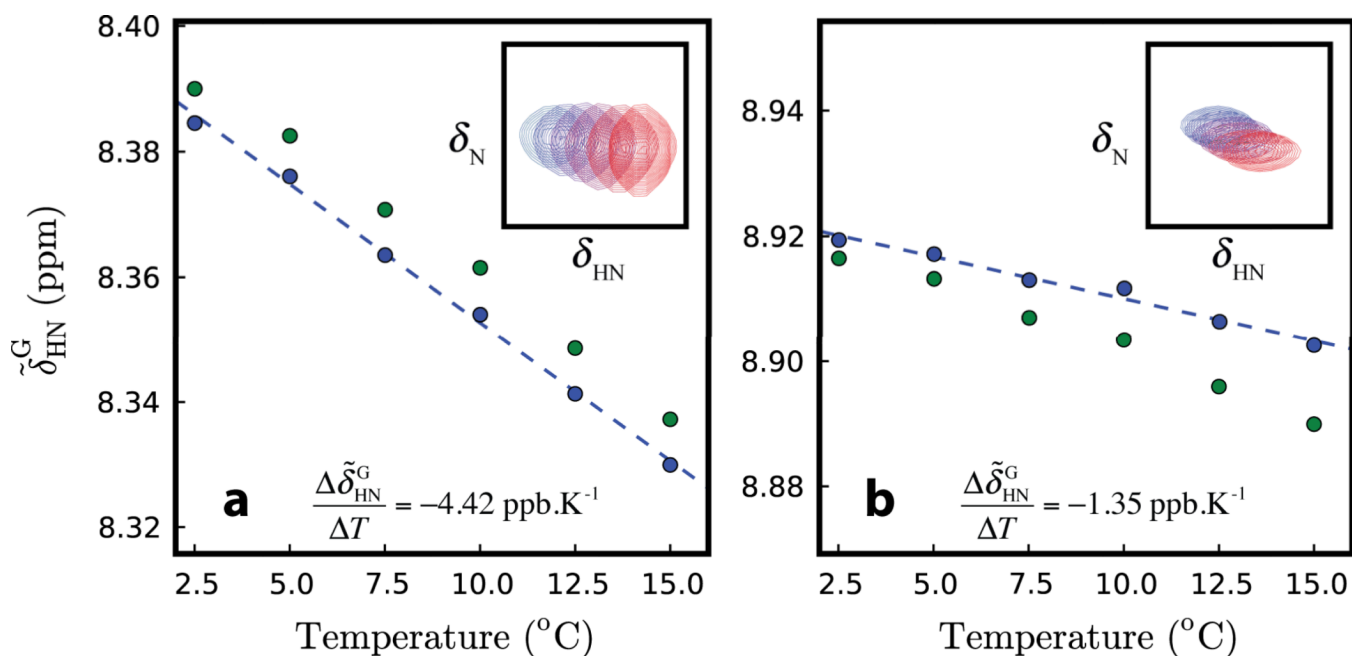 8.40
8.38
8.36
8.34
8.32
δ̃ᴳ_HN (ppm)
2.5 5.0 7.5 10.0 12.5 15.0
Temperature (°C)
δ_N
δ_HN
a
Δδ̃ᴳ_HN / ΔT = −4.42 ppb.K⁻¹
8.94
8.92
8.90
8.88
2.5 5.0 7.5 10.0 12.5 15.0
Temperature (°C)
δ_N
δ_HN
b
Δδ̃ᴳ_HN / ΔT = −1.35 ppb.K⁻¹